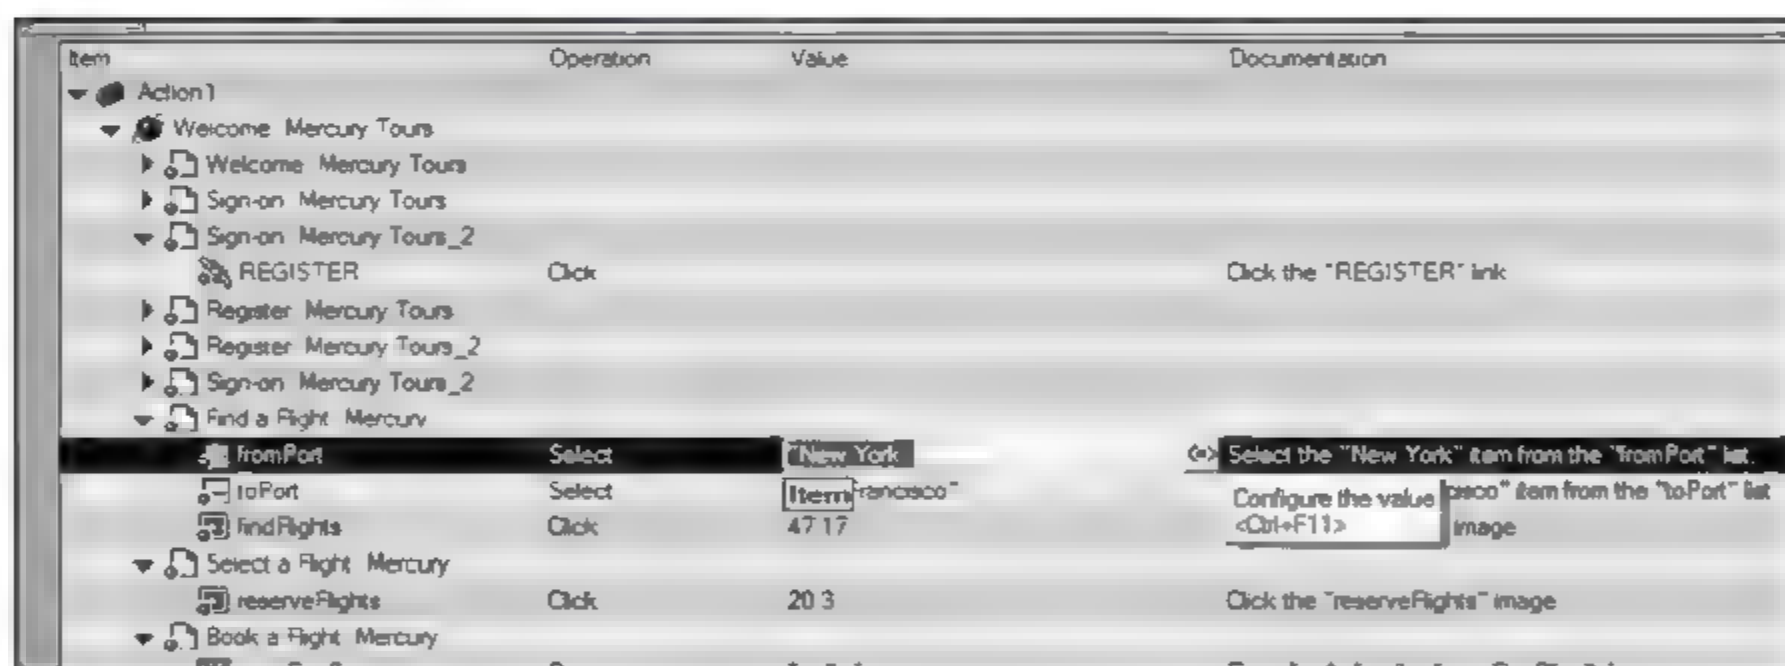 Item Operation Value Documentation
Action1
Welcome Mercury Tours
Welcome Mercury Tours
Sign-on Mercury Tours
Sign-on Mercury Tours_2
REGISTER Click Click the "REGISTER" link
Register Mercury Tours
Register Mercury Tours_2
Sign-on Mercury Tours_2
Find a Flight Mercury
fromPort Select "New York <#> Select the "New York" item from the "fromPort" list.
toPort Select Item rancisco" cisco" item from the "toPort" list
Configure the value
findFlights Click 47 17 <Ctrl+F11> image
Select a Flight Mercury
reserveFlights Click 20 3 Click the "reserveFlights" image
Book a Flight Mercury